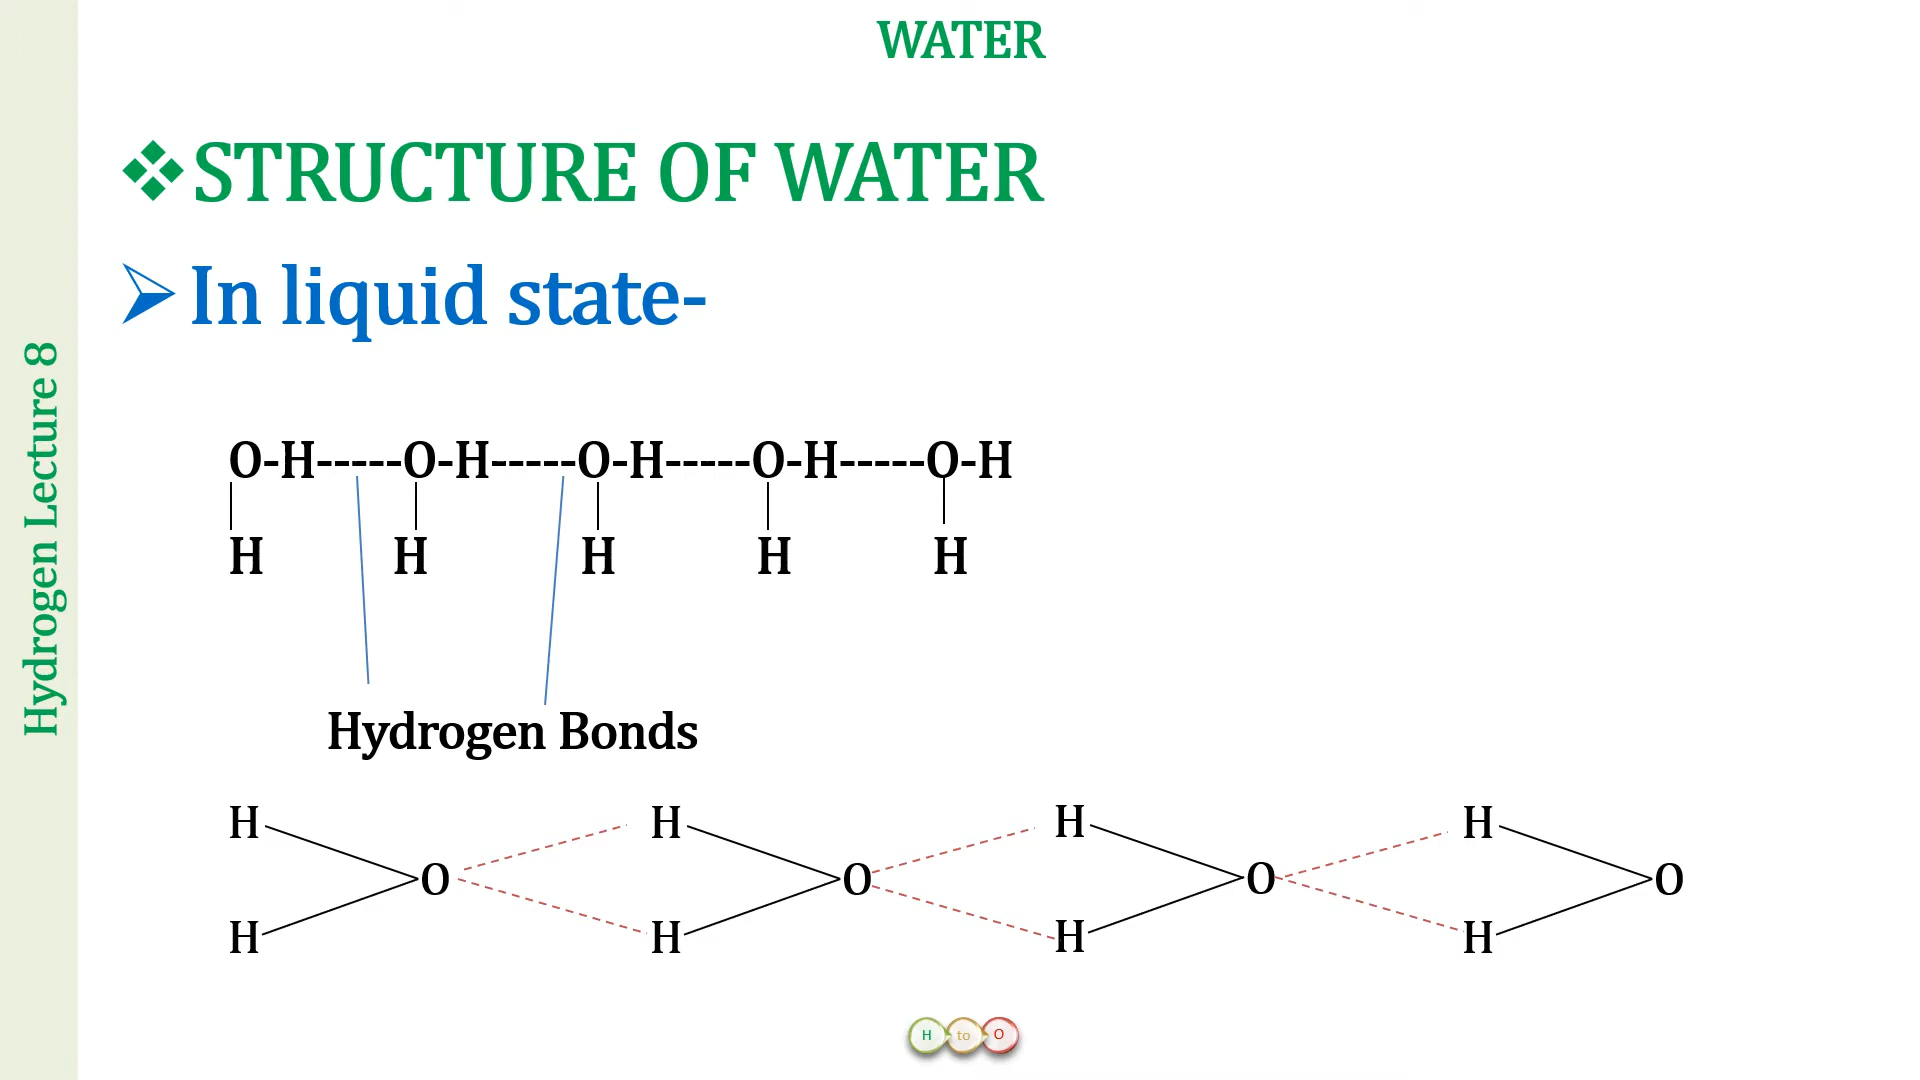 WATER
❖STRUCTURE OF WATER
➢In liquid state-
Hydrogen Lecture 8
O-H-----O-H-----O-H-----O-H-----O-H
H H H H H
Hydrogen Bonds
H H H H
O O O O
H H H H
H to O